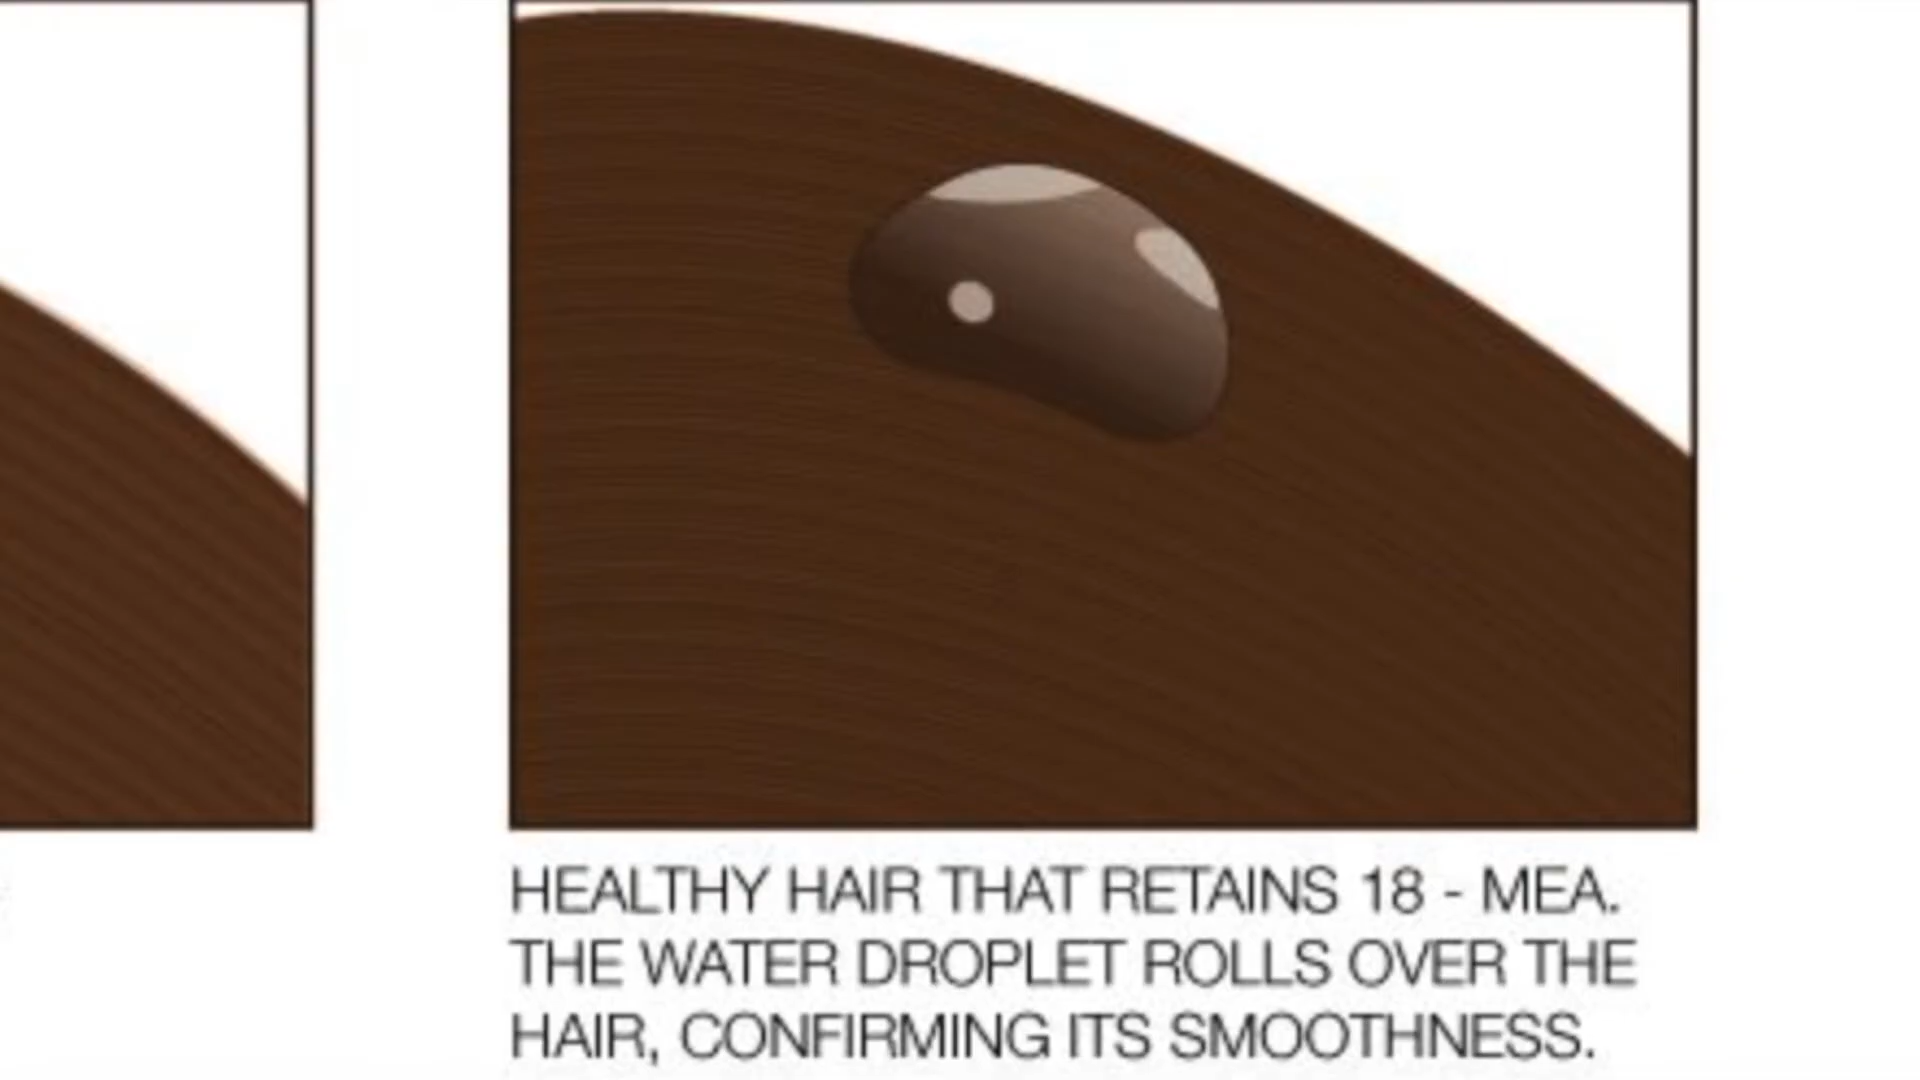 HEALTHY HAIR THAT RETAINS 18 - MEA.
THE WATER DROPLET ROLLS OVER THE
HAIR, CONFIRMING ITS SMOOTHNESS.